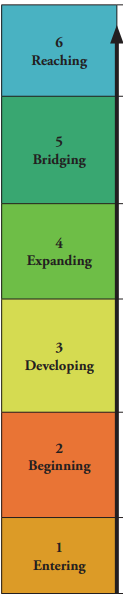 6
Reaching
5
Bridging
4
Expanding
3
Developing
2
Beginning
1
Entering